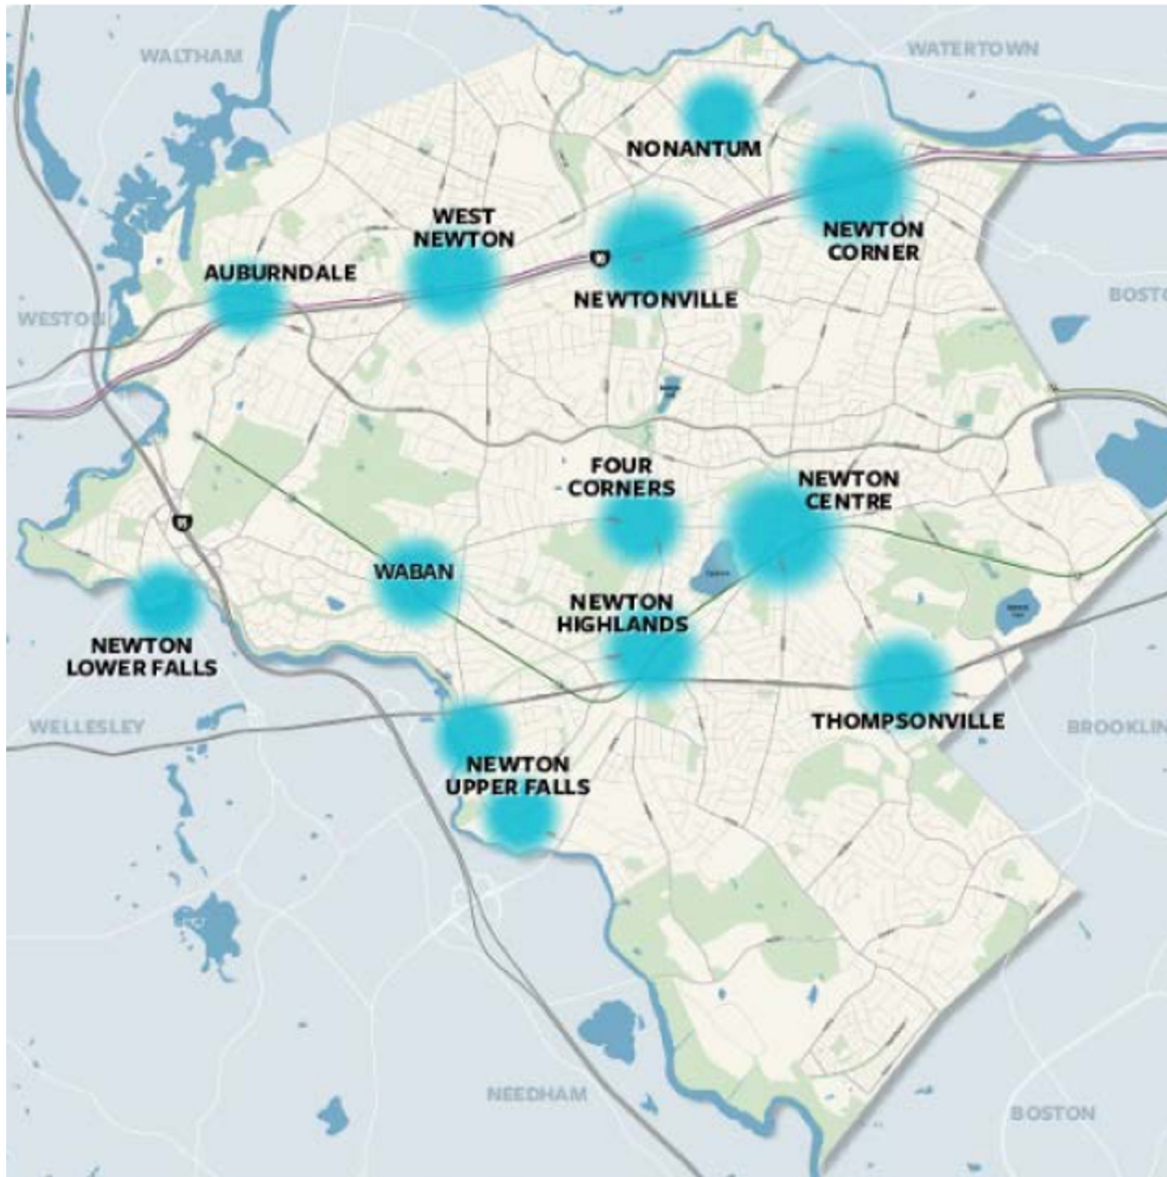 WALTHAM
WATERTOWN
NONANTUM
WEST
NEWTON
NEWTON
CORNER
AUBURNDALE
NEWTONVILLE
WESTON
BOST
FOUR
CORNERS
NEWTON
CENTRE
WABAN
NEWTON
HIGHLANDS
NEWTON
LOWER FALLS
THOMPSONVILLE
WELLESLEY
BROOKLIN
NEWTON
UPPER FALLS
NEEDHAM
BOSTON